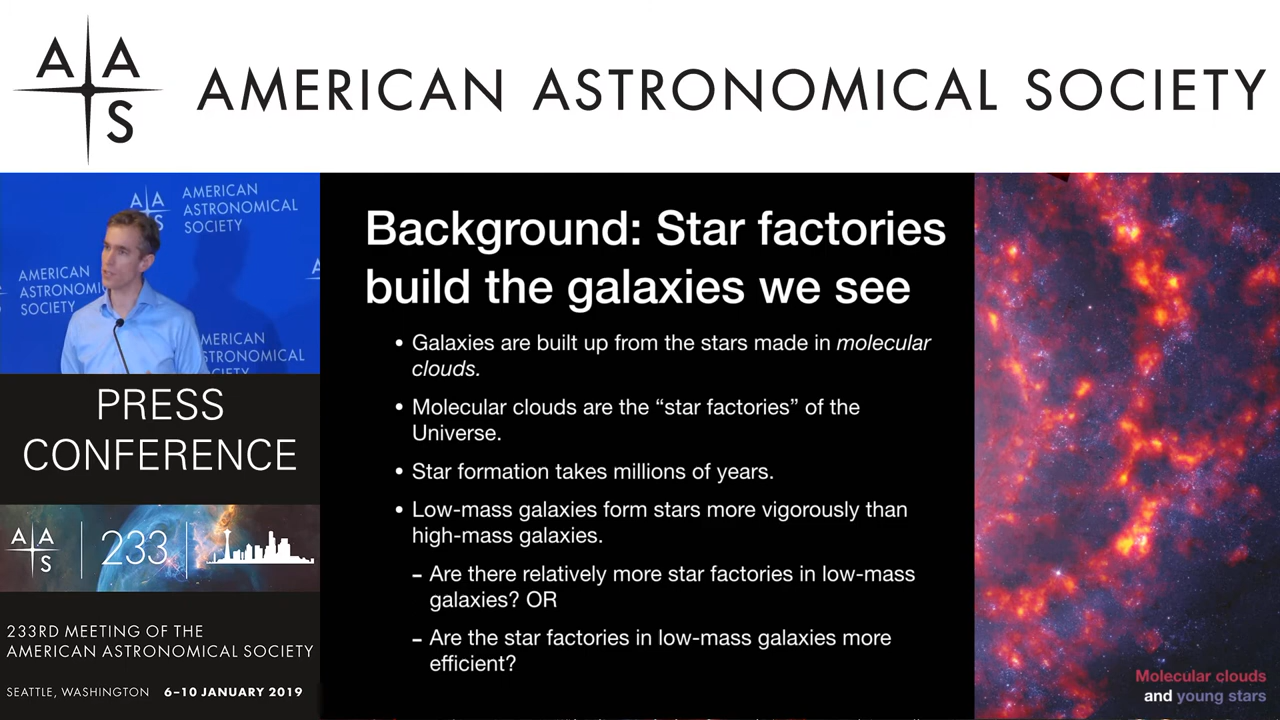 A A
S
AMERICAN ASTRONOMICAL SOCIETY
A A
S
AMERICAN
ASTRONOMICAL
SOCIETY
AMERICAN
ASTRONOMI
SOCIETY
A
MERICAN
STRONOMICAL
CIETY
PRESS
CONFERENCE
A A
S
233
233RD MEETING OF THE
AMERICAN ASTRONOMICAL SOCIETY
SEATTLE, WASHINGTON 6–10 JANUARY 2019
Background: Star factories
build the galaxies we see
• Galaxies are built up from the stars made in molecular
clouds.
• Molecular clouds are the “star factories” of the
Universe.
• Star formation takes millions of years.
• Low-mass galaxies form stars more vigorously than
high-mass galaxies.
– Are there relatively more star factories in low-mass
galaxies? OR
– Are the star factories in low-mass galaxies more
efficient?
Molecular clouds
and young stars